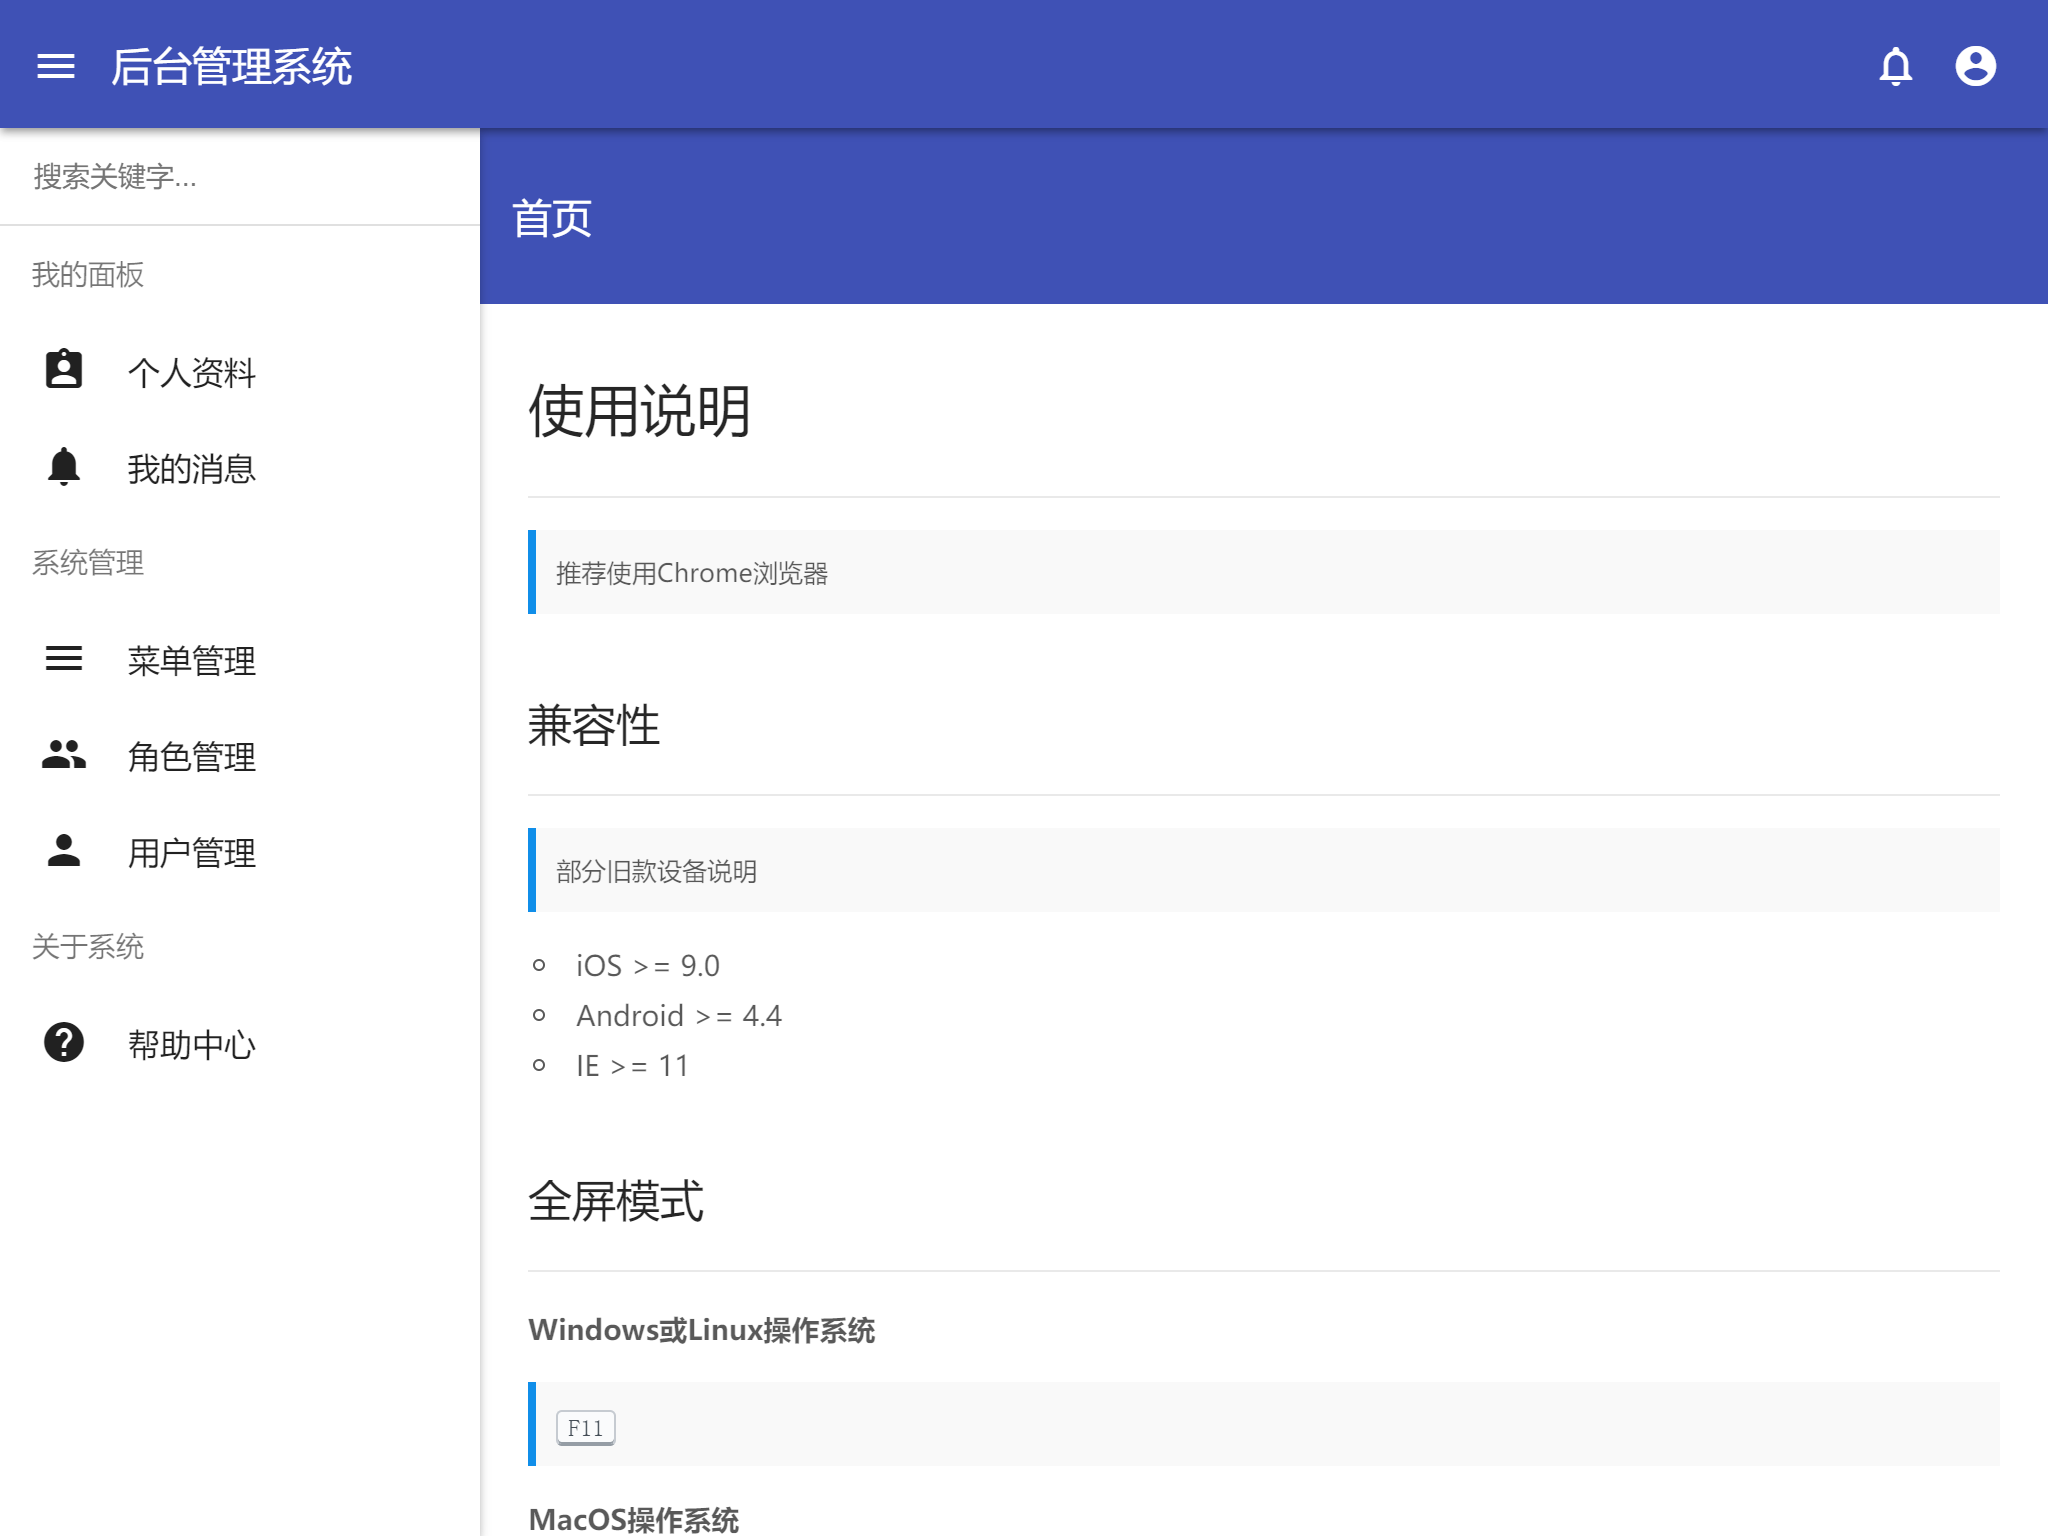 后台管理系统
搜索关键字...
我的面板
个人资料
我的消息
系统管理
菜单管理
角色管理
用户管理
关于系统
帮助中心
首页
使用说明
推荐使用Chrome浏览器
兼容性
部分旧款设备说明
iOS >= 9.0
Android >= 4.4
IE >= 11
全屏模式
Windows或Linux操作系统
F11
MacOS操作系统